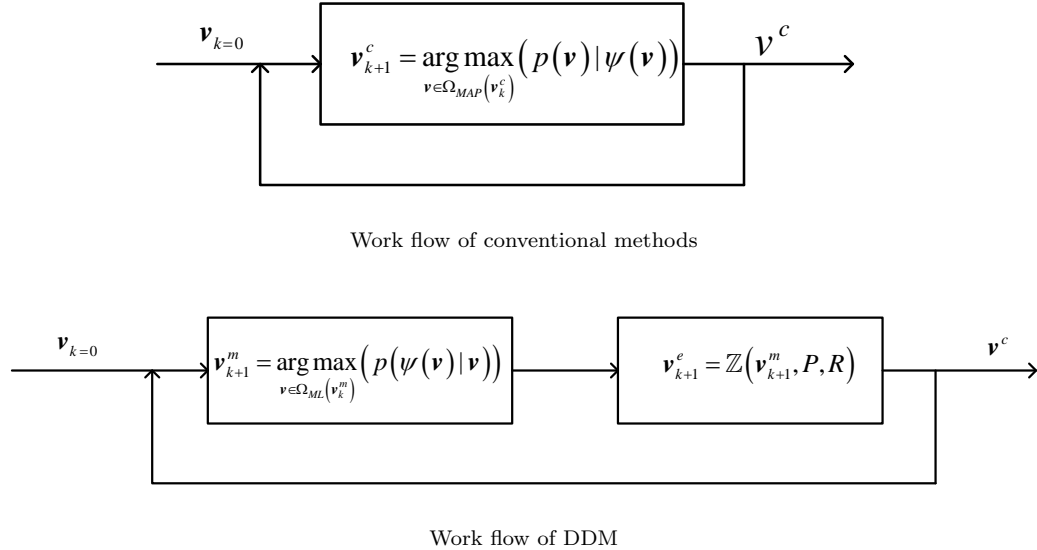 𝒗_{k=0}
𝒗^c_{k+1} = arg max_{𝒗∈Ω_{MAP}(𝒗^c_k)} (p(𝒗) | ψ(𝒗))
v^c
Work flow of conventional methods
𝒗_{k=0}
𝒗^m_{k+1} = arg max_{𝒗∈Ω_{ML}(𝒗^m_k)} (p(ψ(𝒗) | 𝒗))
𝒗^e_{k+1} = ℤ(𝒗^m_{k+1}, P, R)
𝒗^c
Work flow of DDM